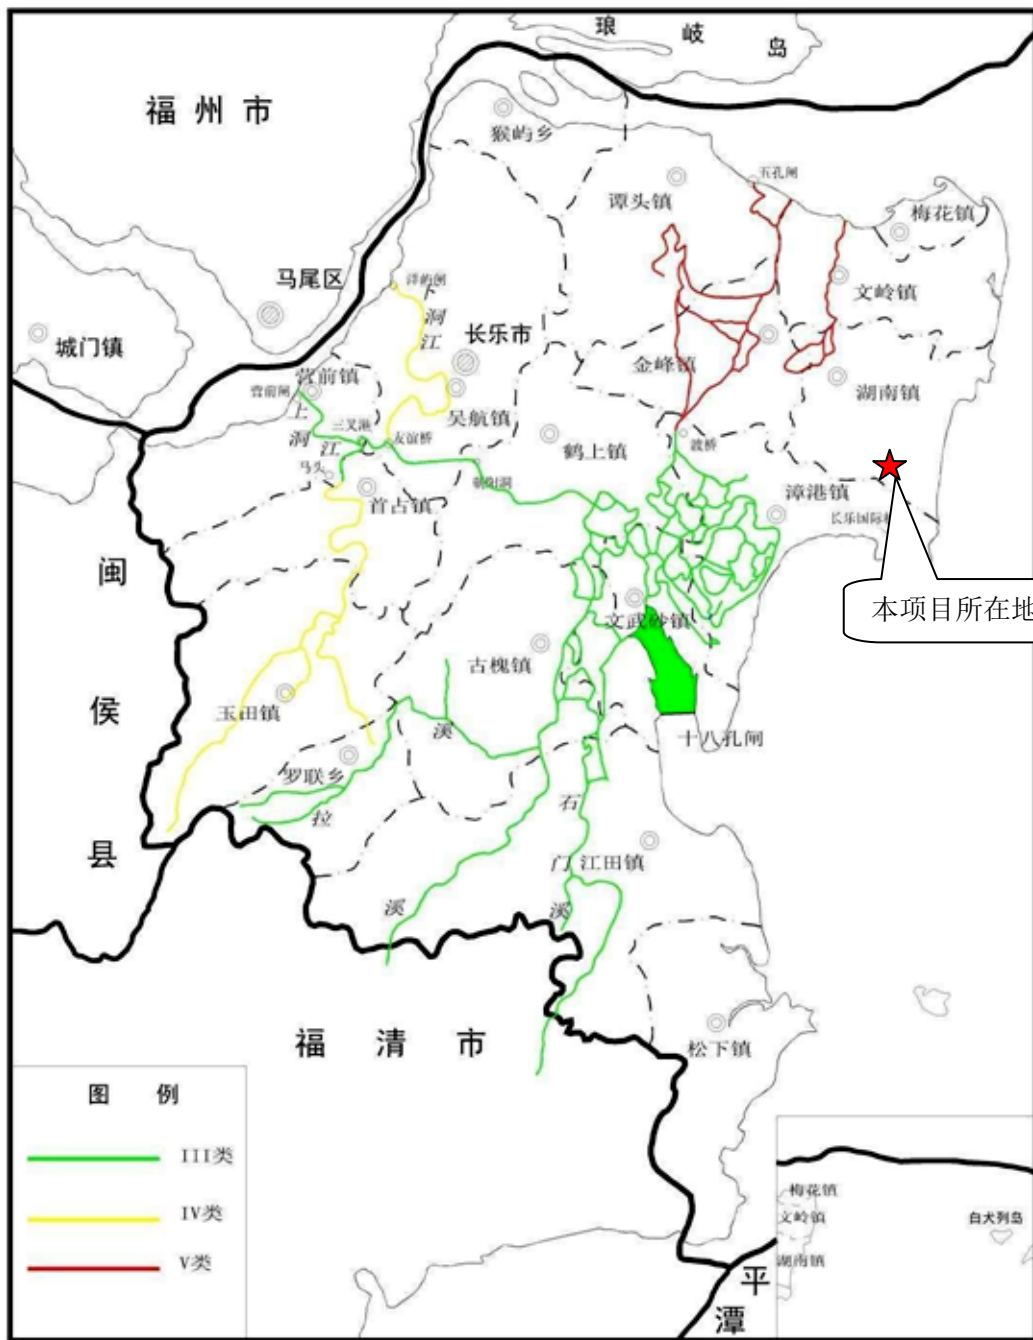 琅岐岛
福州市
猴屿乡
五孔闸
谭头镇
梅花镇
马尾区
洋屿闸
文岭镇
下洞江
城门镇
长乐市
金峰镇
营前镇
湖南镇
营前闸
上洞江
吴航镇
三叉港
友谊桥
渡桥
鹤上镇
马头
朝阳洞
首占镇
漳港镇
长乐国际机
闽侯县
本项目所在地
文武砂镇
古槐镇
玉田镇
溪
十八孔闸
罗联乡
拉
石
门
江田镇
溪
溪
福清市
松下镇
图例
III类
IV类
V类
梅花镇
文岭镇
白犬列岛
湖南镇
平潭